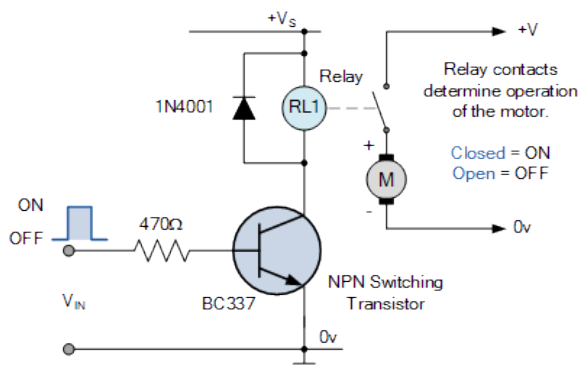 +VS
+V
Relay
1N4001
RL1
Relay contacts
determine operation
of the motor.
Closed = ON
Open = OFF
+
M
-
0v
ON
OFF
470Ω
VIN
BC337
NPN Switching
Transistor
0v